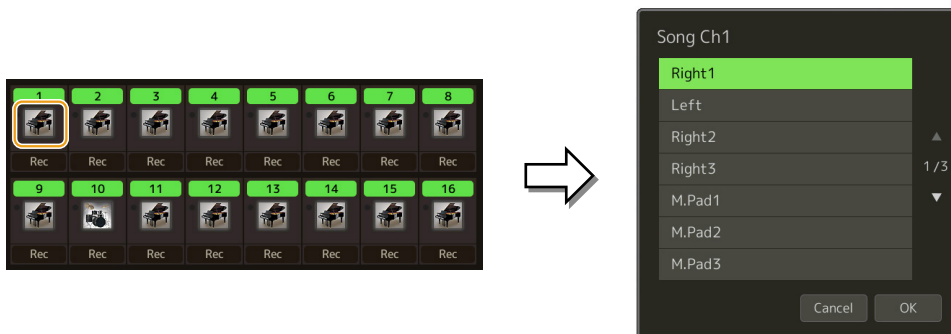 1 2 3 4 5 6 7 8
Rec Rec Rec Rec Rec Rec Rec Rec
9 10 11 12 13 14 15 16
Rec Rec Rec Rec Rec Rec Rec Rec
Song Ch1
Right1
Left
Right2
Right3
1/3
M.Pad1
M.Pad2
M.Pad3
Cancel OK